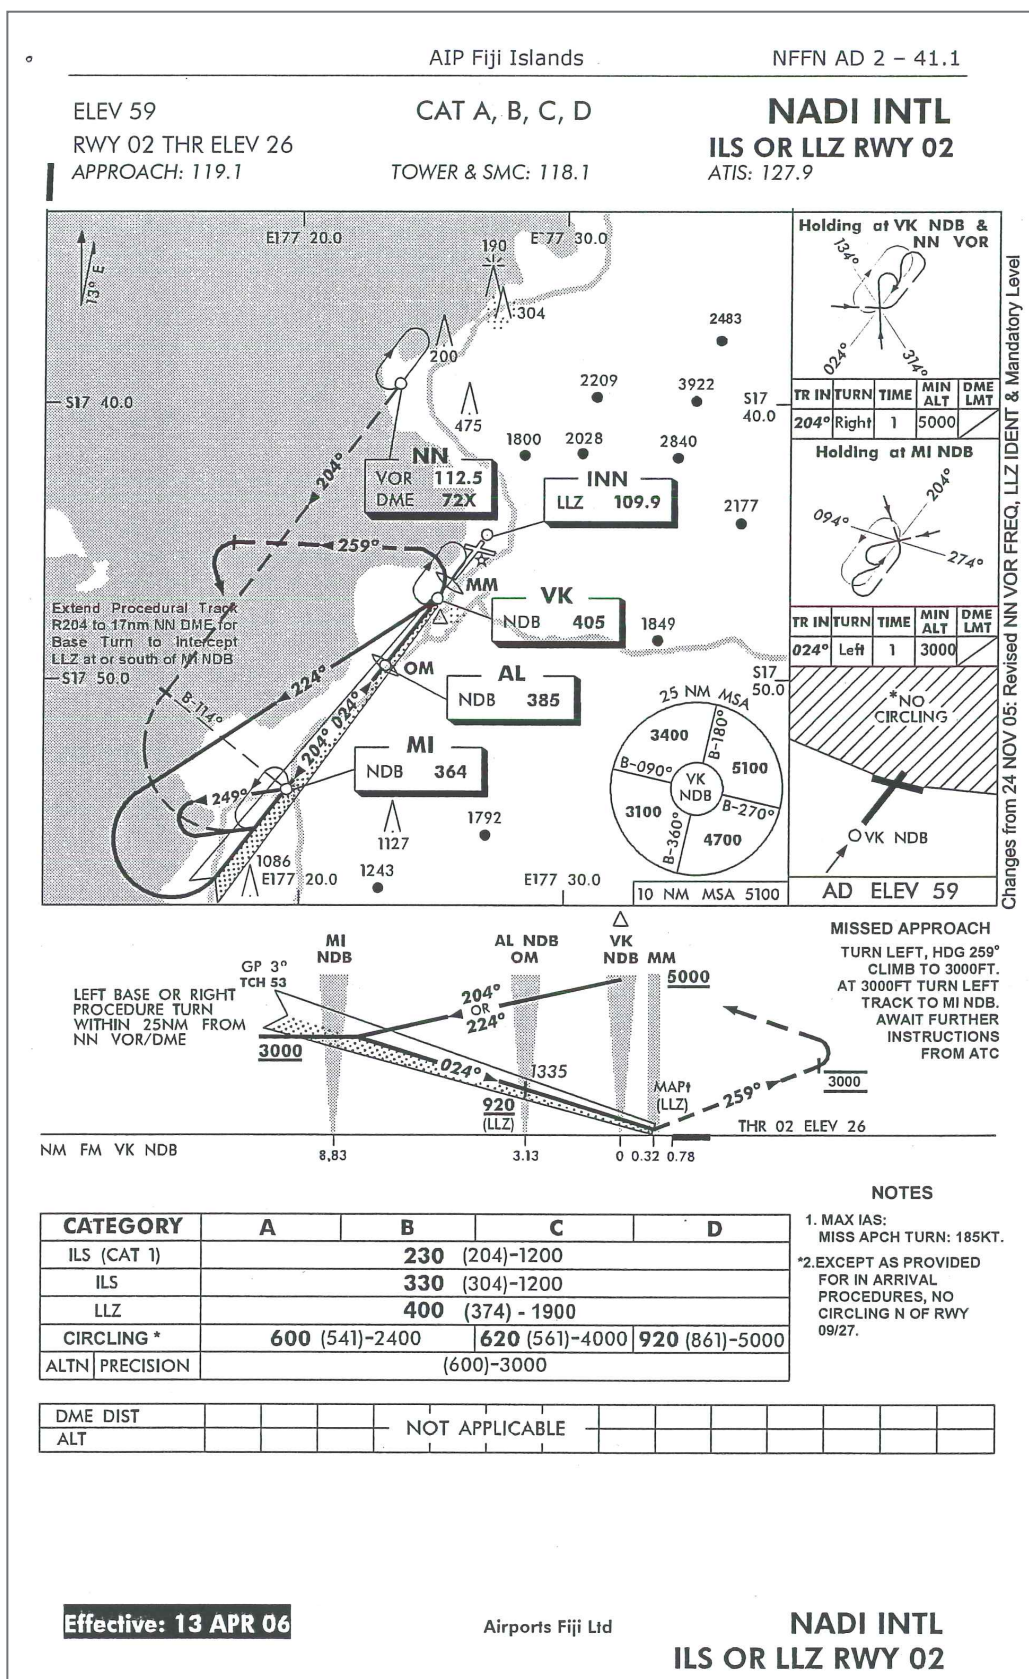 AIP Fiji Islands
NFFN AD 2 – 41.1
ELEV 59
CAT A, B, C, D
NADI INTL
RWY 02 THR ELEV 26
ILS OR LLZ RWY 02
APPROACH: 119.1
TOWER & SMC: 118.1
ATIS: 127.9
E177 20.0
E177 30.0
13° E
190
304
200
475
2483
2209
3922
1800
2028
2840
2177
1849
S17 40.0
S17
40.0
204°
NN
VOR 112.5
DME 72X
INN
LLZ 109.9
259°
MM
VK
NDB 405
Extend Procedural Track
R204 to 17nm NN DME for
Base Turn to Intercept
LLZ at or south of MI NDB
S17 50.0
S17
50.0
224°
OM
AL
NDB 385
B-114°
204° 024°
MI
NDB 364
249°
1127
1792
1086
1243
E177 20.0
E177 30.0
25 NM MSA
3400
B-180°
5100
B-090°
VK
NDB
B-270°
3100
B-360°
4700
10 NM MSA 5100
Holding at VK NDB &
NN VOR
134°
024°
314°
TR IN TURN TIME MIN ALT DME LMT
204° Right 1 5000
Holding at MI NDB
204°
094°
274°
TR IN TURN TIME MIN ALT DME LMT
024° Left 1 3000
*NO
CIRCLING
VK NDB
AD ELEV 59
Changes from 24 NOV 05: Revised NN VOR FREQ, LLZ IDENT & Mandatory Level
MI
NDB
AL NDB
OM
VK
NDB
MM
GP 3°
TCH 53
LEFT BASE OR RIGHT
PROCEDURE TURN
WITHIN 25NM FROM
NN VOR/DME
3000
204°
OR
224°
5000
024°
1335
920
(LLZ)
MAPt
(LLZ)
259°
3000
THR 02 ELEV 26
NM FM VK NDB
8,83
3.13
0 0.32 0.78
MISSED APPROACH
TURN LEFT, HDG 259°
CLIMB TO 3000FT.
AT 3000FT TURN LEFT
TRACK TO MI NDB.
AWAIT FURTHER
INSTRUCTIONS
FROM ATC
CATEGORY A B C D
ILS (CAT 1) 230 (204)-1200
ILS 330 (304)-1200
LLZ 400 (374) - 1900
CIRCLING * 600 (541)-2400 620 (561)-4000 920 (861)-5000
ALTN PRECISION (600)-3000
NOTES
1. MAX IAS:
MISS APCH TURN: 185KT.
*2.EXCEPT AS PROVIDED
FOR IN ARRIVAL
PROCEDURES, NO
CIRCLING N OF RWY
09/27.
DME DIST
ALT
NOT APPLICABLE
Effective: 13 APR 06
Airports Fiji Ltd
NADI INTL
ILS OR LLZ RWY 02